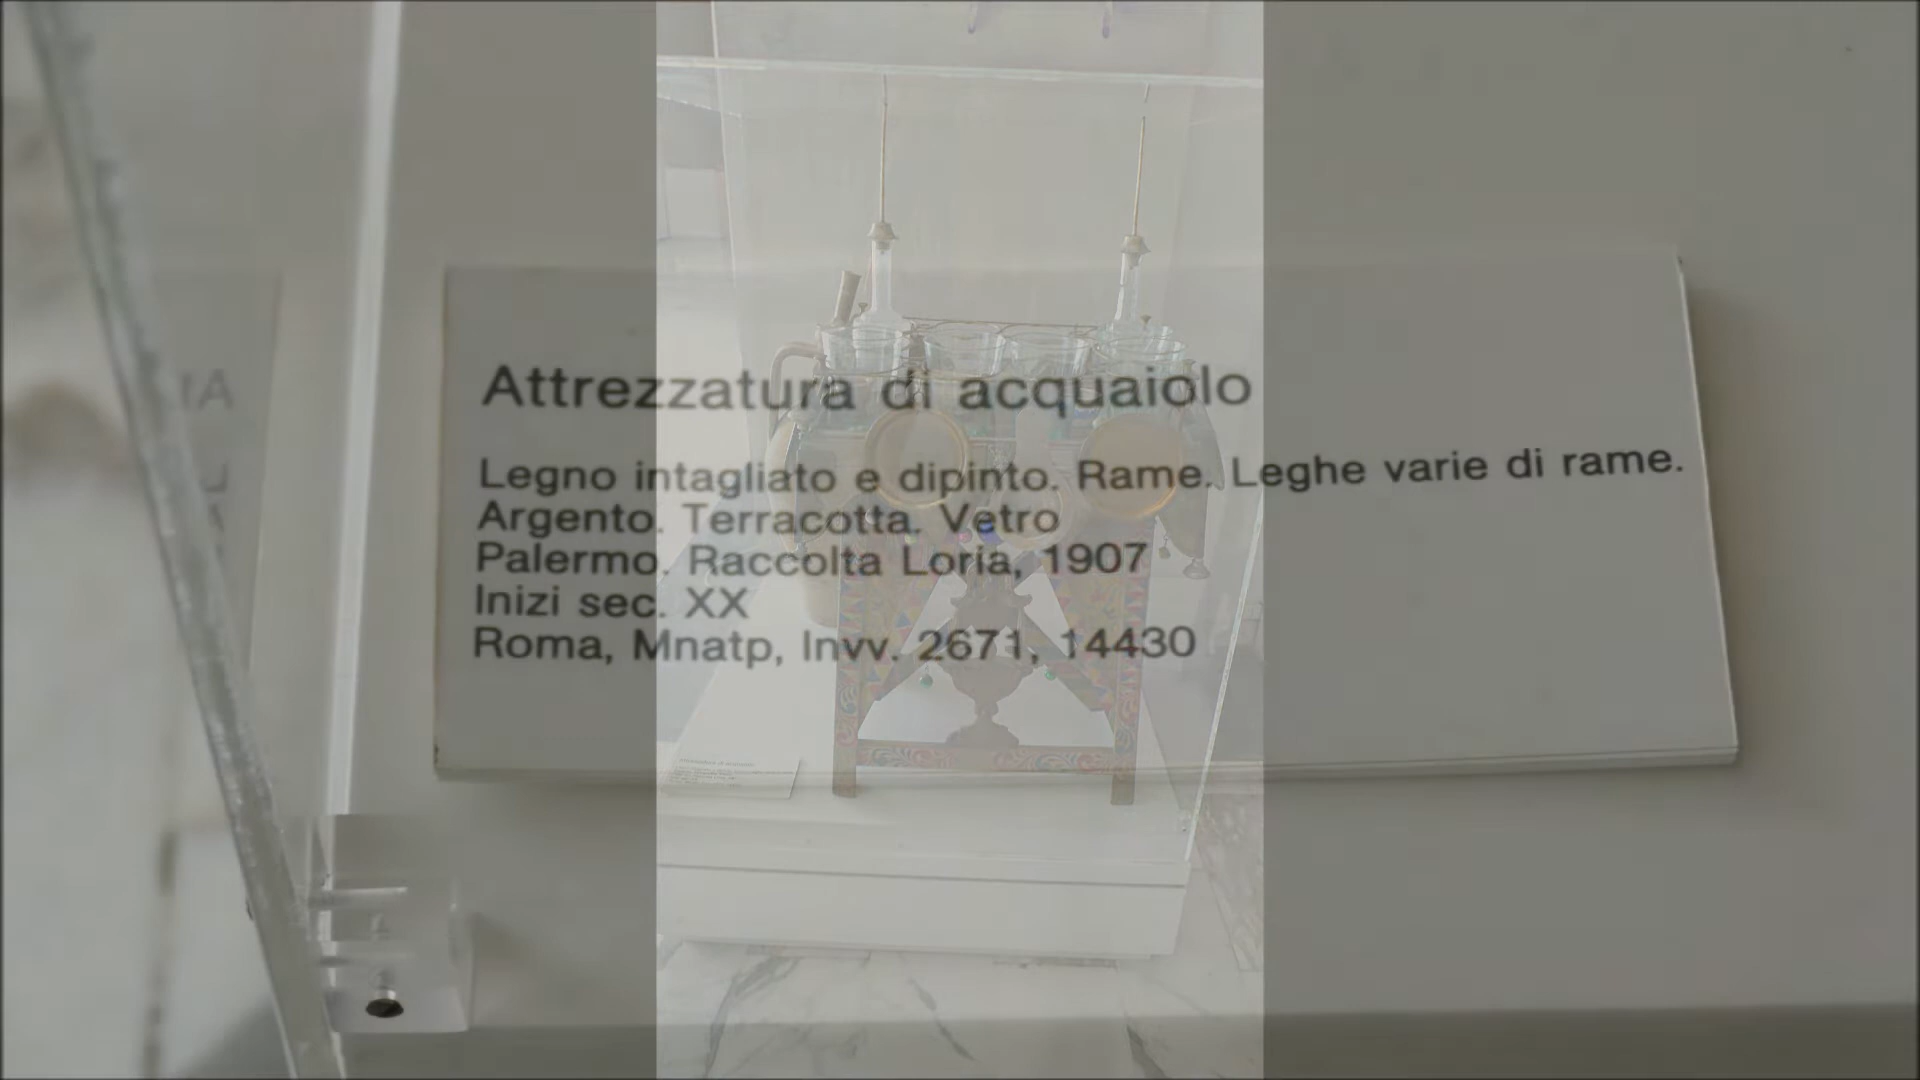 Attrezzatura di acquaiolo
Legno intagliato e dipinto. Rame. Leghe varie di rame.
Argento. Terracotta. Vetro
Palermo. Raccolta Loria, 1907
Inizi sec. XX
Roma, Mnatp, Invv. 2671, 14430